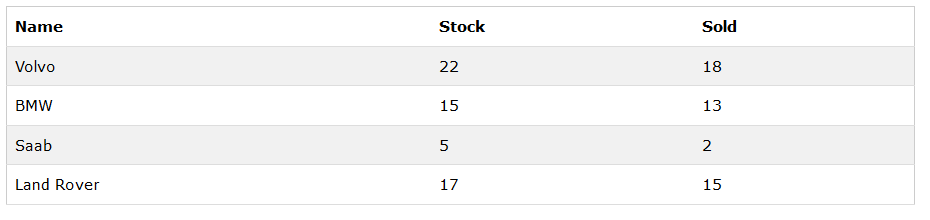 Name Stock Sold
Volvo 22 18
BMW 15 13
Saab 5 2
Land Rover 17 15